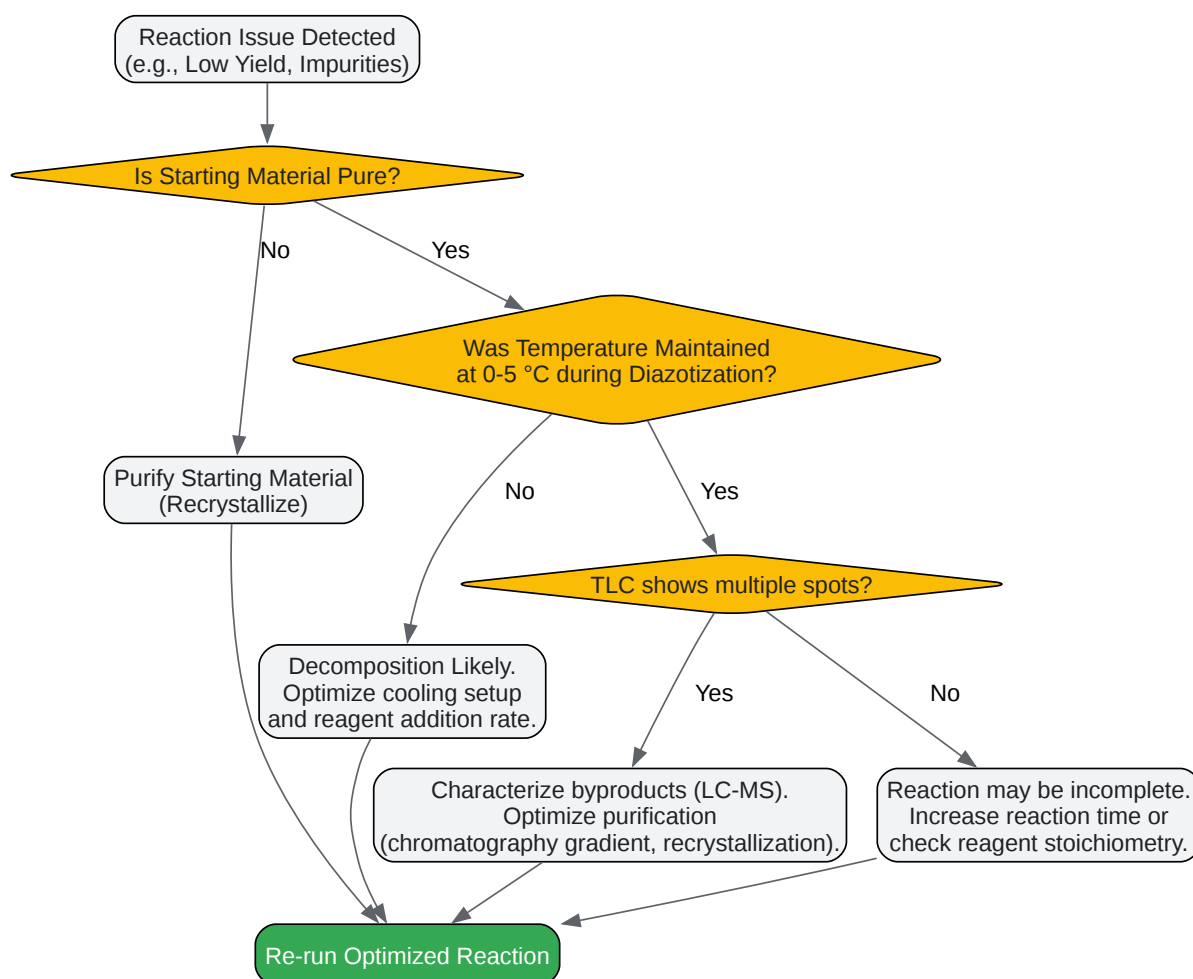 Reaction Issue Detected
(e.g., Low Yield, Impurities)
Is Starting Material Pure?
No
Yes
Was Temperature Maintained
at 0-5 °C during Diazotization?
Purify Starting Material
(Recrystallize)
No
Yes
TLC shows multiple spots?
Decomposition Likely.
Optimize cooling setup
and reagent addition rate.
Yes
No
Characterize byproducts (LC-MS).
Optimize purification
(chromatography gradient, recrystallization).
Reaction may be incomplete.
Increase reaction time or
check reagent stoichiometry.
Re-run Optimized Reaction